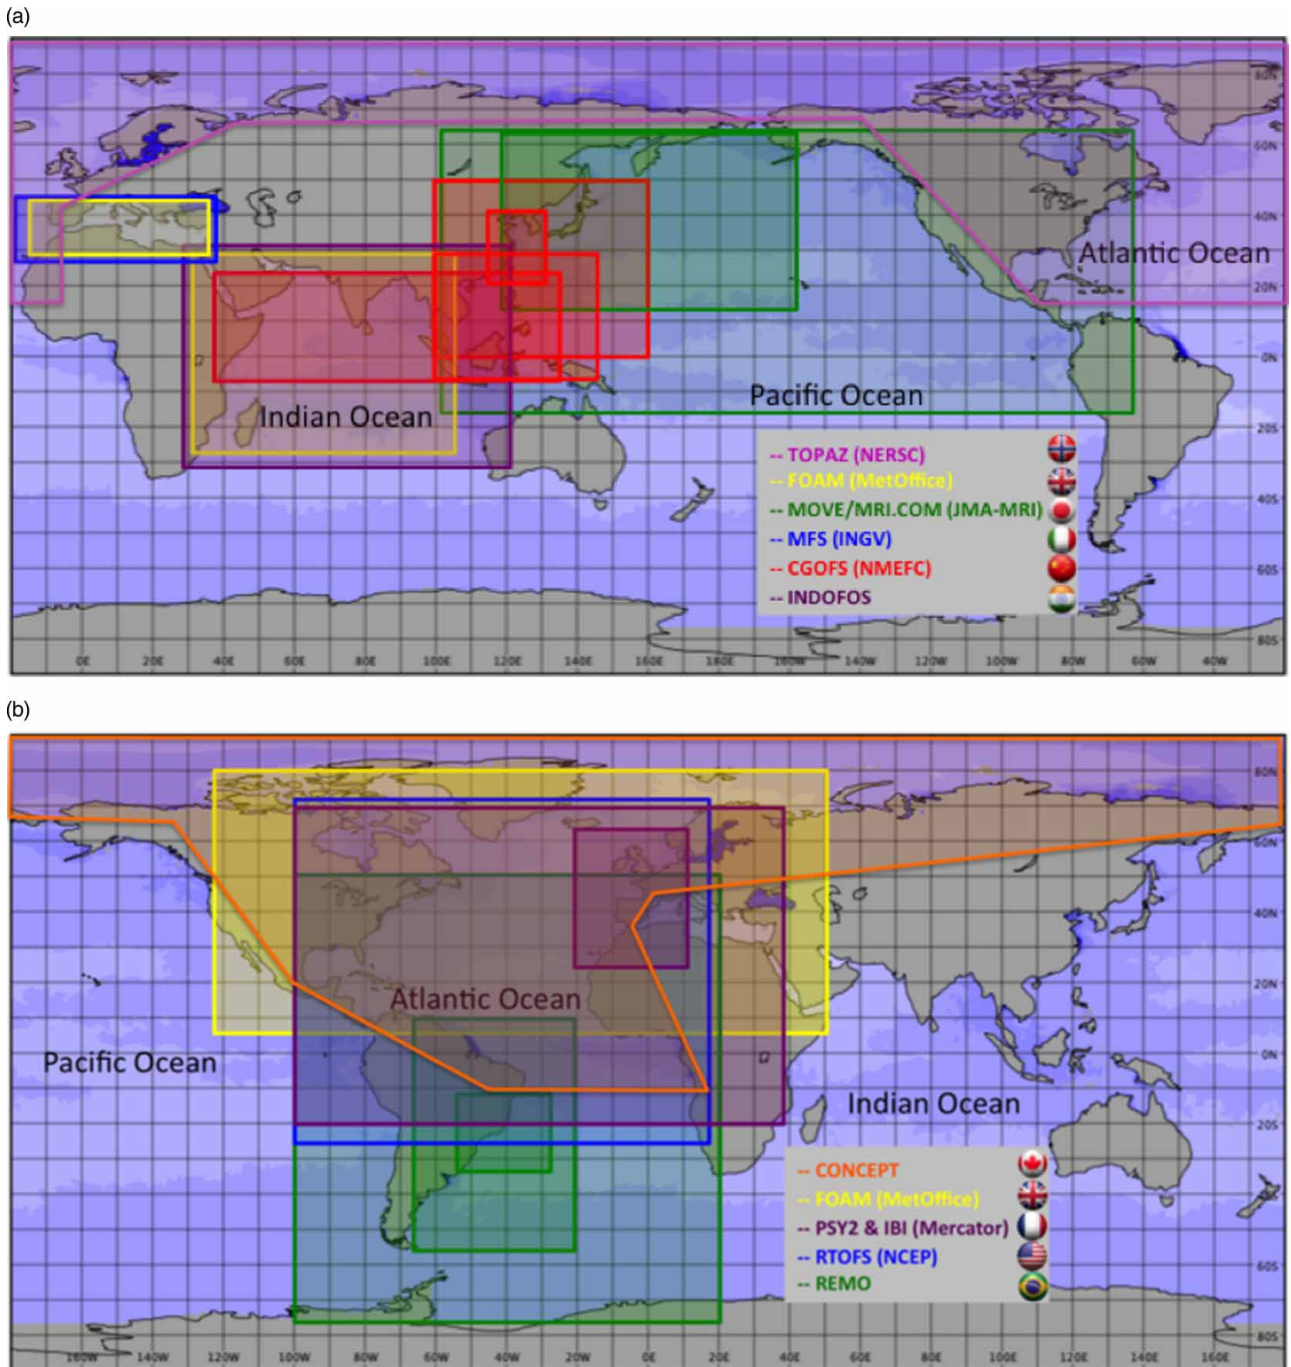 (a)
80N
60N
40N
Atlantic Ocean
20N
0N
Pacific Ocean
Indian Ocean
20S
-- TOPAZ (NERSC)
-- FOAM (MetOffice)
40S
-- MOVE/MRI.COM (JMA-MRI)
-- MFS (INGV)
-- CGOFS (NMEFC)
60S
-- INDOFOS
80S
0E 20E 40E 60E 80E 100E 120E 140E 160E 180E 160W 140W 120W 100W 80W 60W 40W
(b)
80N
60N
40N
20N
Atlantic Ocean
Pacific Ocean
0N
Indian Ocean
20S
-- CONCEPT
-- FOAM (MetOffice)
-- PSY2 & IBI (Mercator)
-- RTOFS (NCEP)
60S
-- REMO
80S
160W 140W 120W 100W 80W 60W 40W 20W 0E 20E 40E 60E 80E 100E 120E 140E 160E